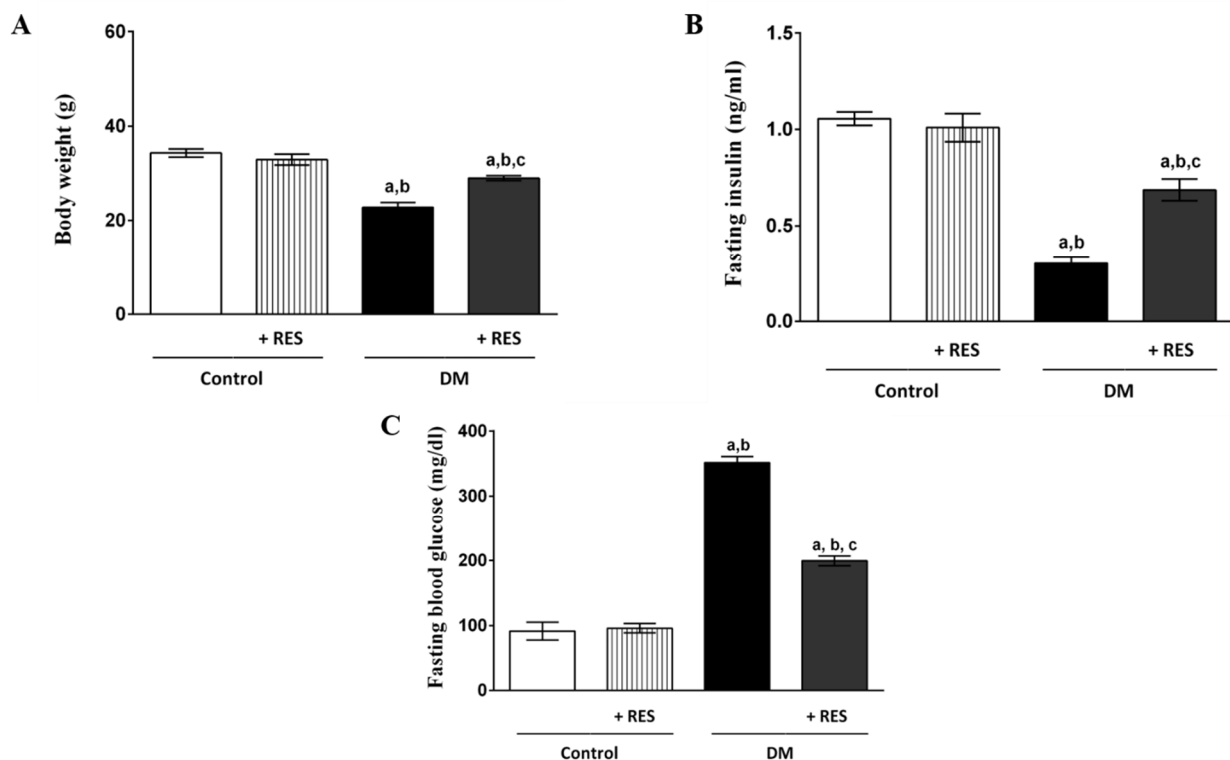 A
Body weight (g)
60
40
20
0
a,b
a,b,c
+ RES
+ RES
Control
DM
B
Fasting insulin (ng/ml)
1.5
1.0
0.5
0.0
a,b
a,b,c
+ RES
+ RES
Control
DM
C
Fasting blood glucose (mg/dl)
400
300
200
100
0
a,b
a, b, c
+ RES
+ RES
Control
DM